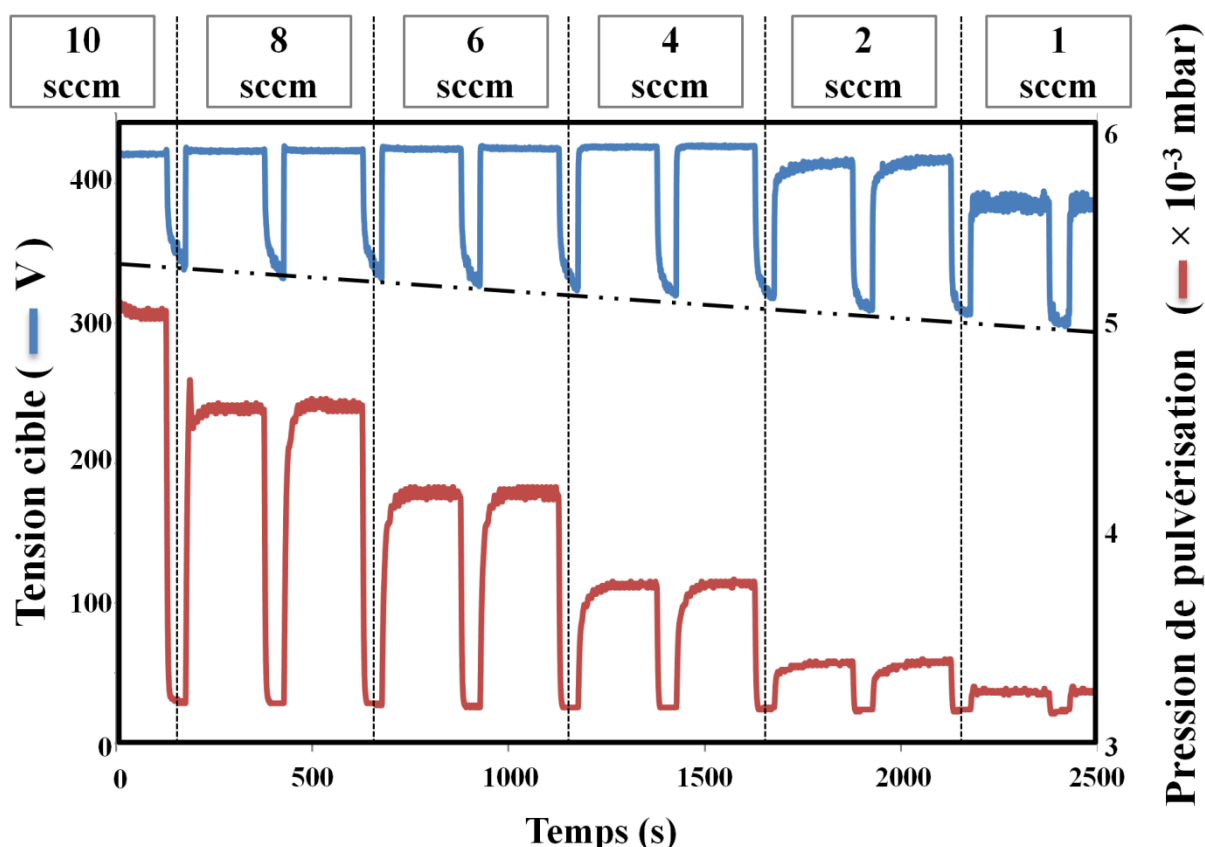 10
sccm
8
sccm
6
sccm
4
sccm
2
sccm
1
sccm
Tension cible ( V )
400
300
200
100
0
6
5
4
3
Pression de pulvérisation ( × 10⁻³ mbar)
0
500
1000
1500
2000
2500
Temps (s)